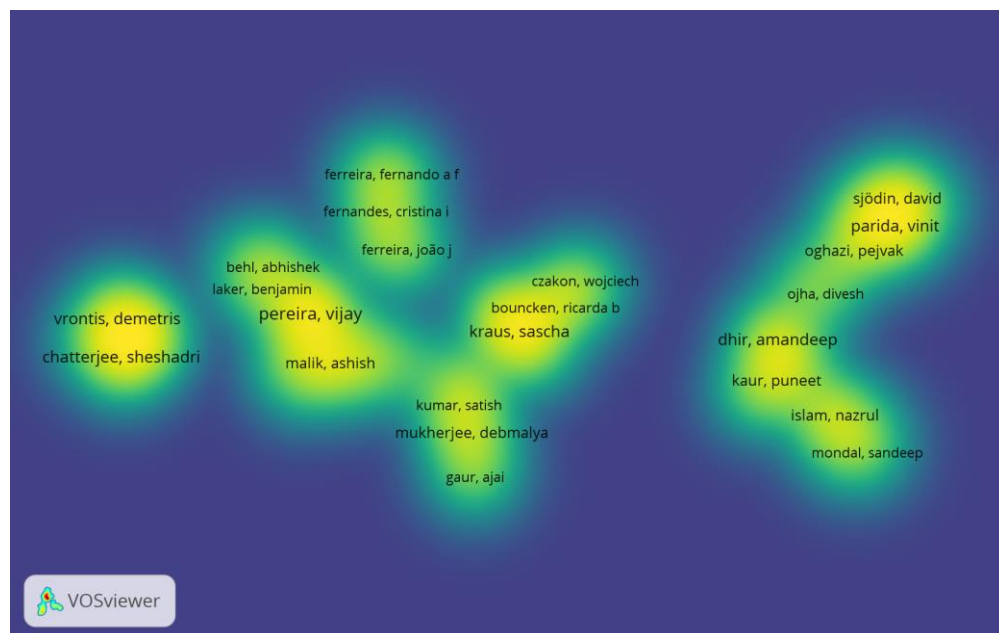 ferreira, fernando a f
sjödin, david
fernandes, cristina i
parida, vinit
ferreira, joão j
oghazi, pejvak
behl, abhishek
czakon, wojciech
laker, benjamin
ojha, divesh
bouncken, ricarda b
pereira, vijay
vrontis, demetris
kraus, sascha
dhir, amandeep
chatterjee, sheshadri
malik, ashish
kaur, puneet
kumar, satish
islam, nazrul
mukherjee, debmalya
mondal, sandeep
gaur, ajai
VOSviewer